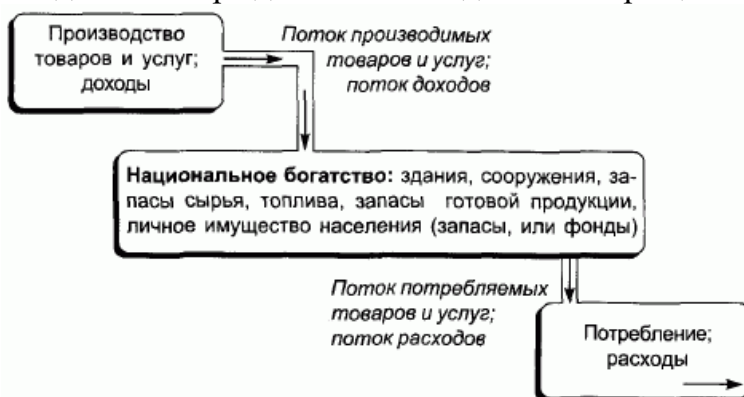 Производство
товаров и услуг;
доходы
Поток производимых
товаров и услуг;
поток доходов
Национальное богатство: здания, сооружения, за-
пасы сырья, топлива, запасы готовой продукции,
личное имущество населения (запасы, или фонды)
Поток потребляемых
товаров и услуг;
поток расходов
Потребление;
расходы